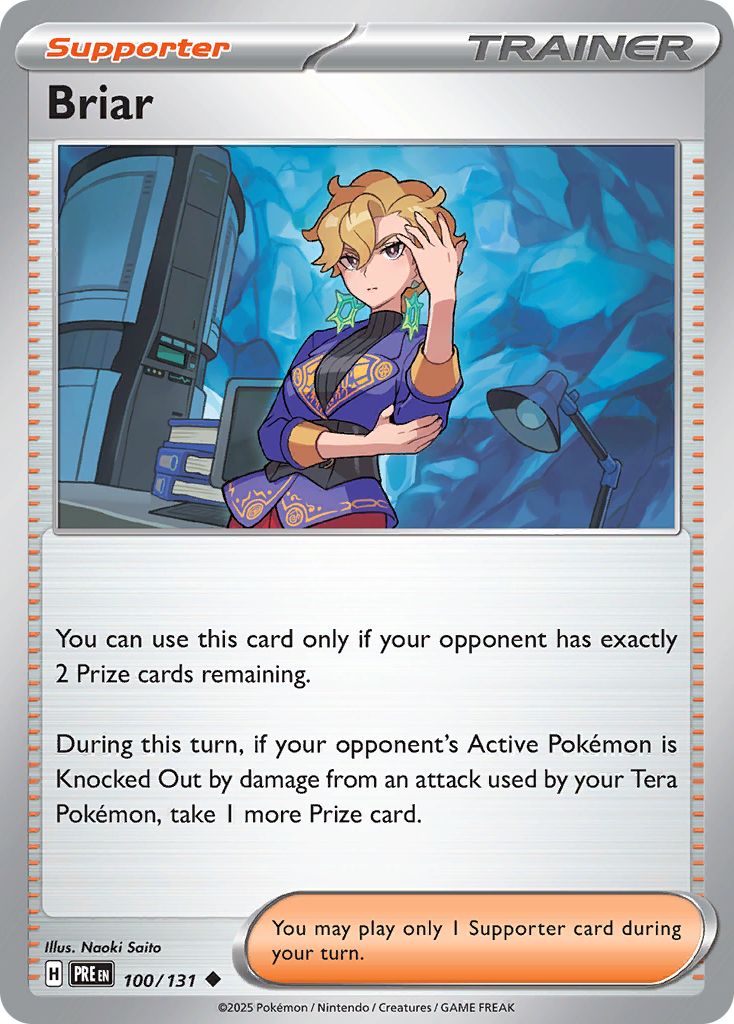 Supporter
TRAINER
Briar
You can use this card only if your opponent has exactly
2 Prize cards remaining.
During this turn, if your opponent's Active Pokémon is
Knocked Out by damage from an attack used by your Tera
Pokémon, take 1 more Prize card.
You may play only 1 Supporter card during
your turn.
Illus. Naoki Saito
H PRE EN 100/131
©2025 Pokémon / Nintendo / Creatures / GAME FREAK